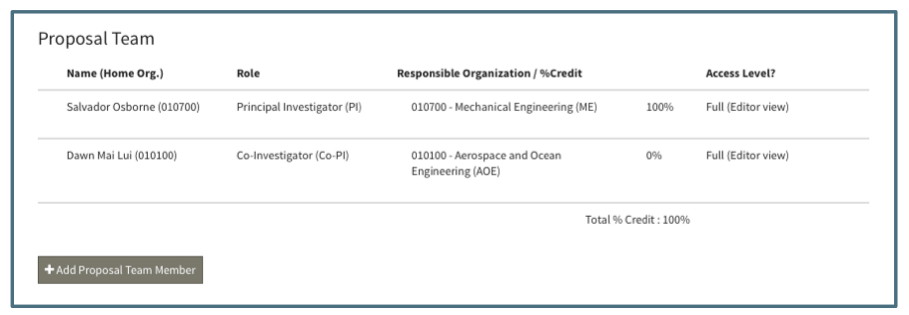 Proposal Team
Name (Home Org.) Role Responsible Organization / %Credit Access Level?
Salvador Osborne (010700) Principal Investigator (PI) 010700 - Mechanical Engineering (ME) 100% Full (Editor view)
Dawn Mai Lui (010100) Co-Investigator (Co-PI) 010100 - Aerospace and Ocean 0% Full (Editor view)
Engineering (AOE)
Total % Credit : 100%
+ Add Proposal Team Member